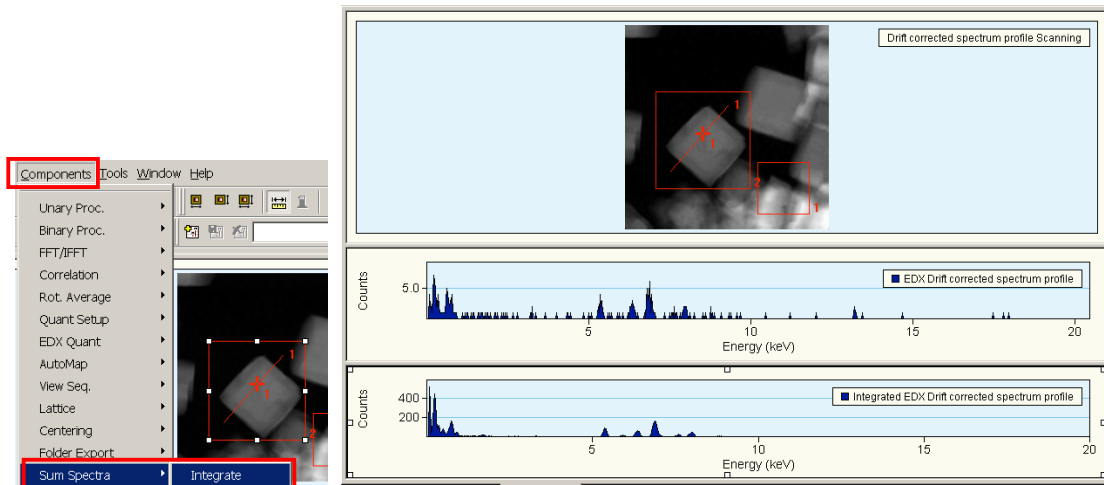 Components Tools Window Help
Unary Proc.
Binary Proc.
FFT/IFFT
Correlation
Rot. Average
Quant Setup
EDX Quant
AutoMap
View Seq.
Lattice
Centering
Folder Export
Sum Spectra
Integrate
1
1
2
Drift corrected spectrum profile Scanning
1
1
2
1
Counts
5.0
EDX Drift corrected spectrum profile
5 10 15 20
Energy (keV)
Counts
400
200
Integrated EDX Drift corrected spectrum profile
5 10 15 20
Energy (keV)